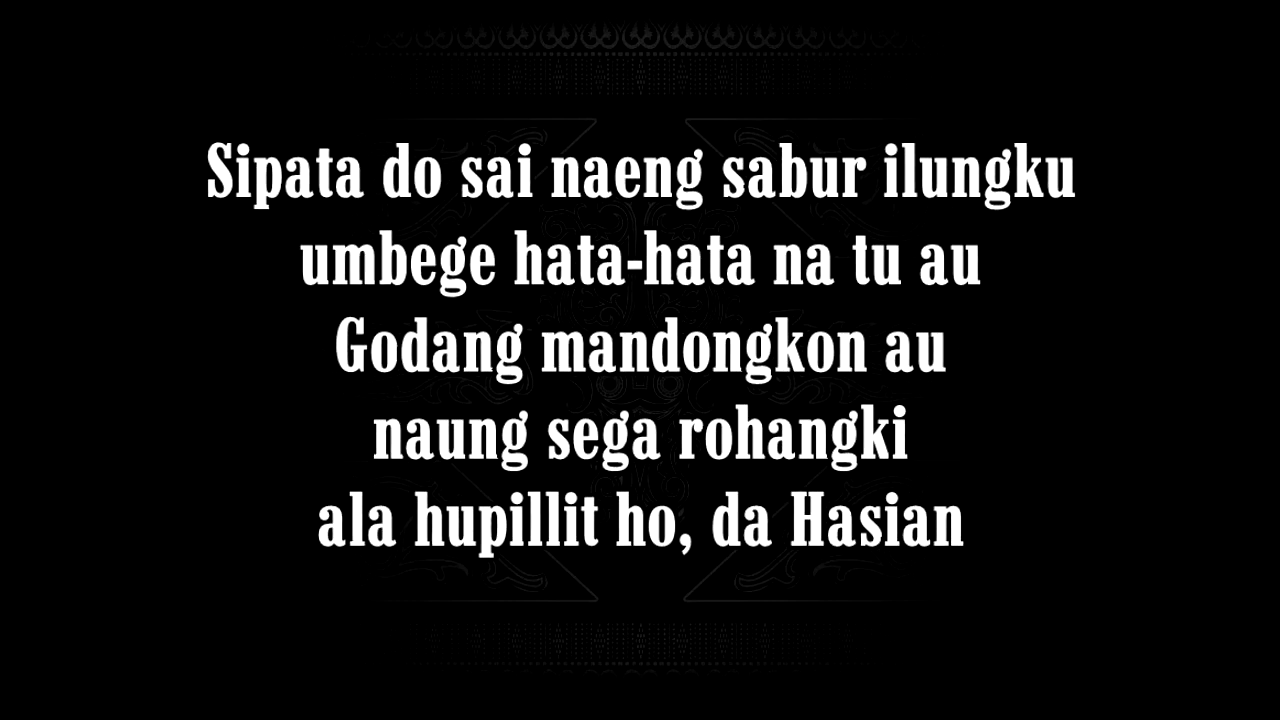 Sipata do sai naeng sabur ilungku
umbege hata-hata na tu au
Godang mandongkon au
naung sega rohangki
ala hupillit ho, da Hasian